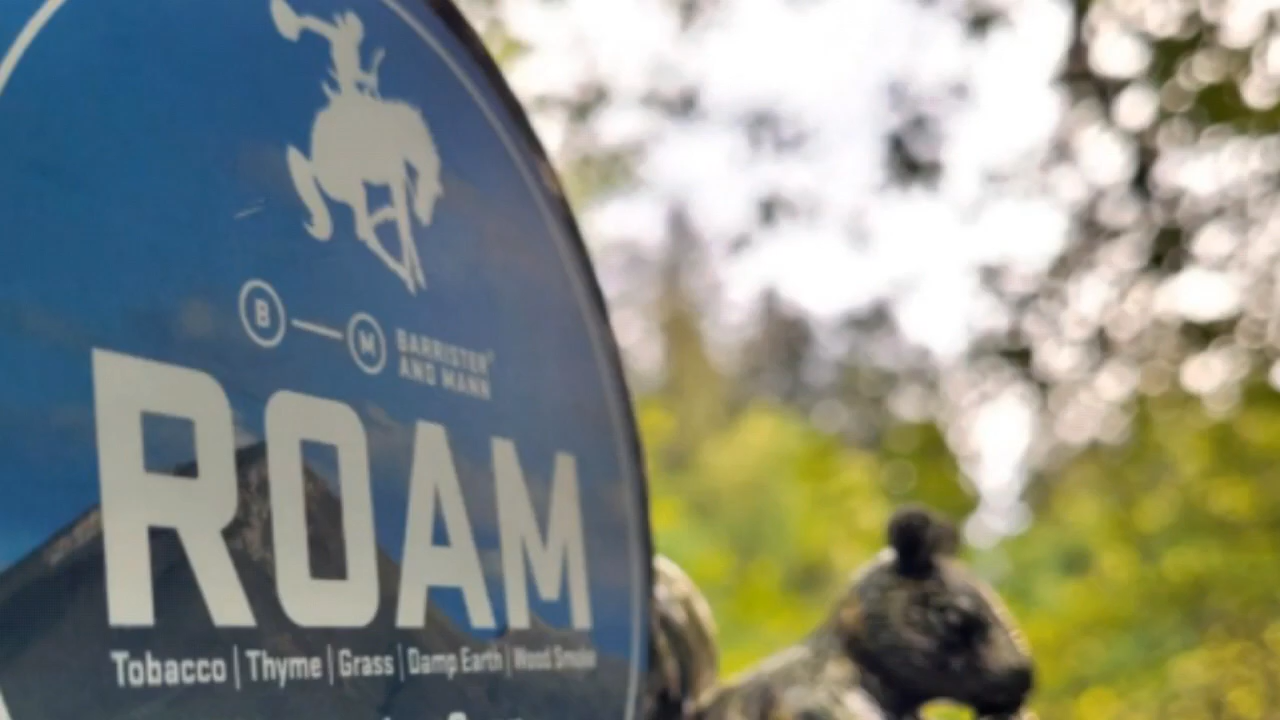 B M BARRISTER
AND MANN
ROAM
Tobacco | Thyme | Grass | Damp Earth | Wood Smoke